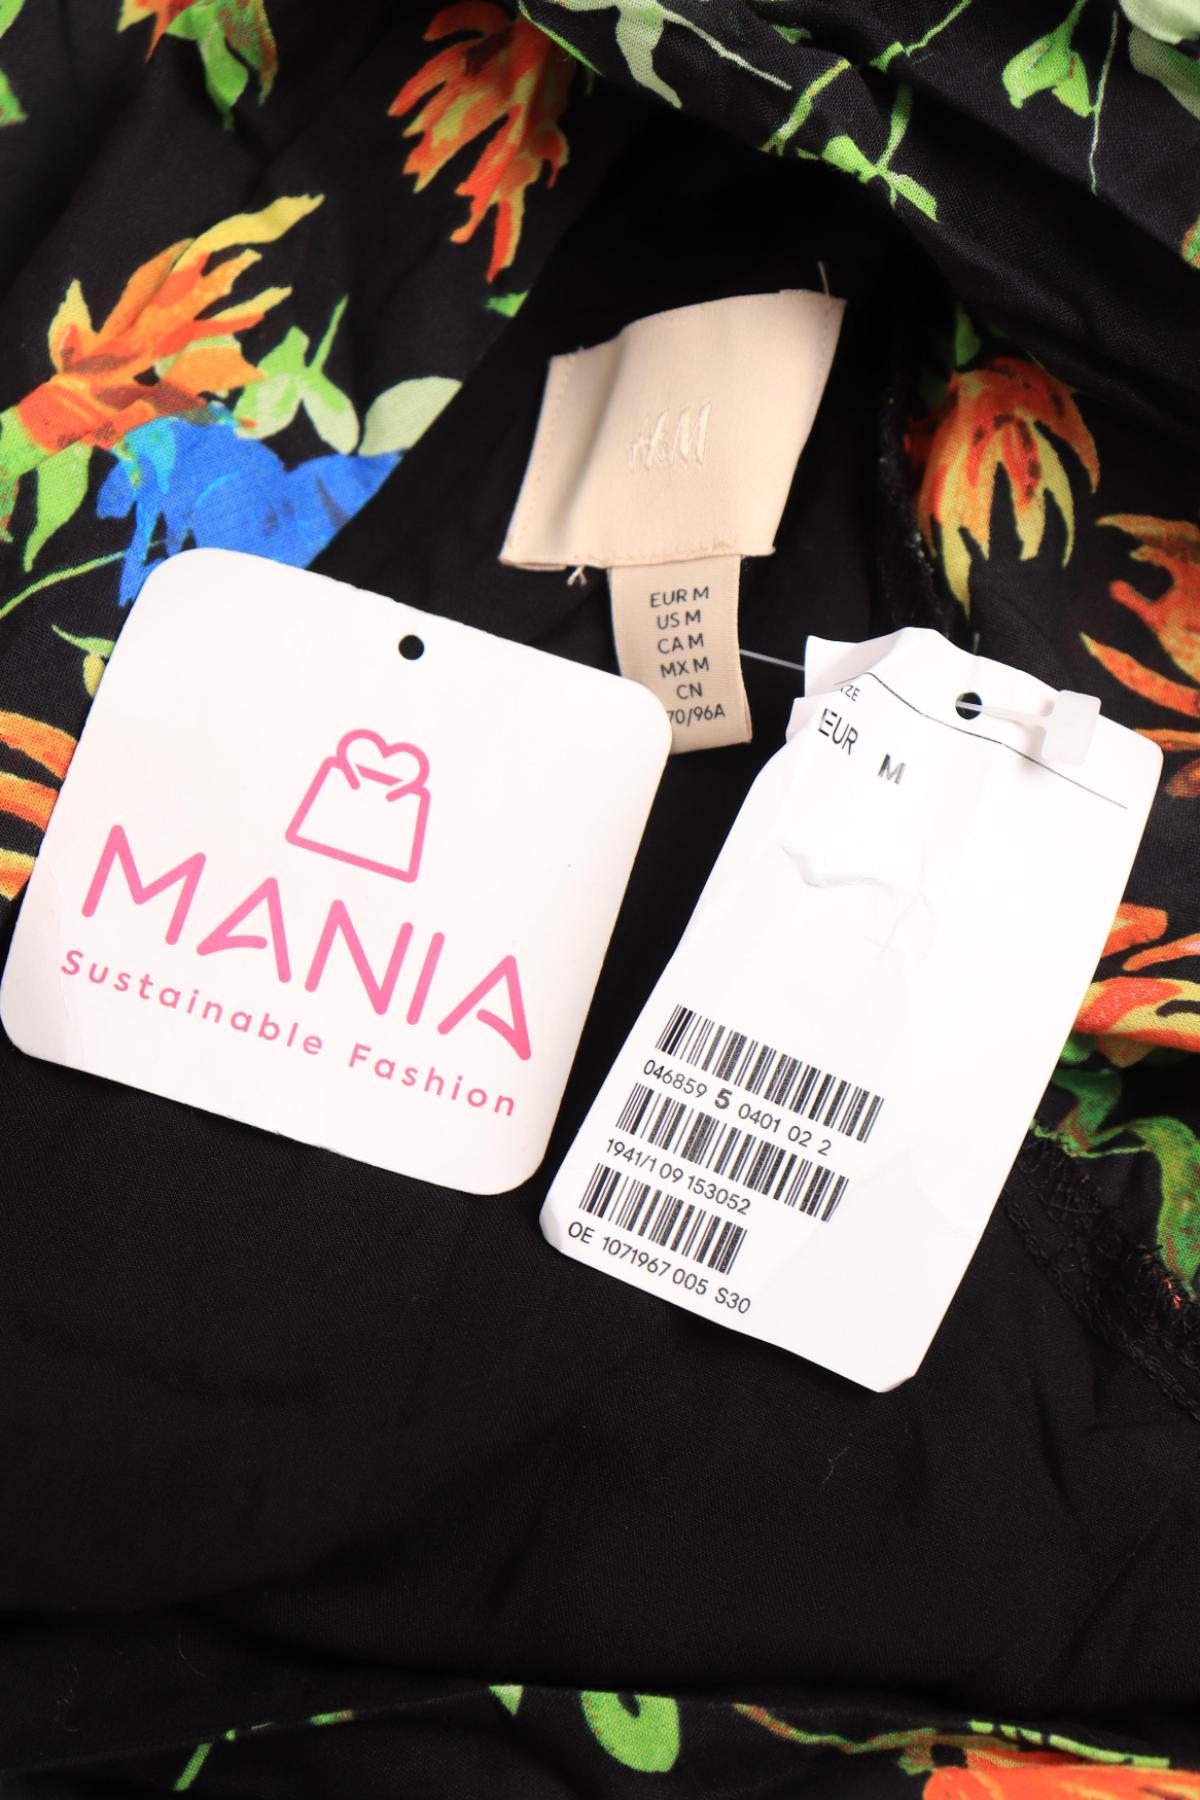 H&M
EUR M
US M
CA M
MX M
CN
70/96A
MANIA
Sustainable Fashion
EUR M
046859 5 0401 02 2
1941/1 09 153052
OE 1071967 005 S30